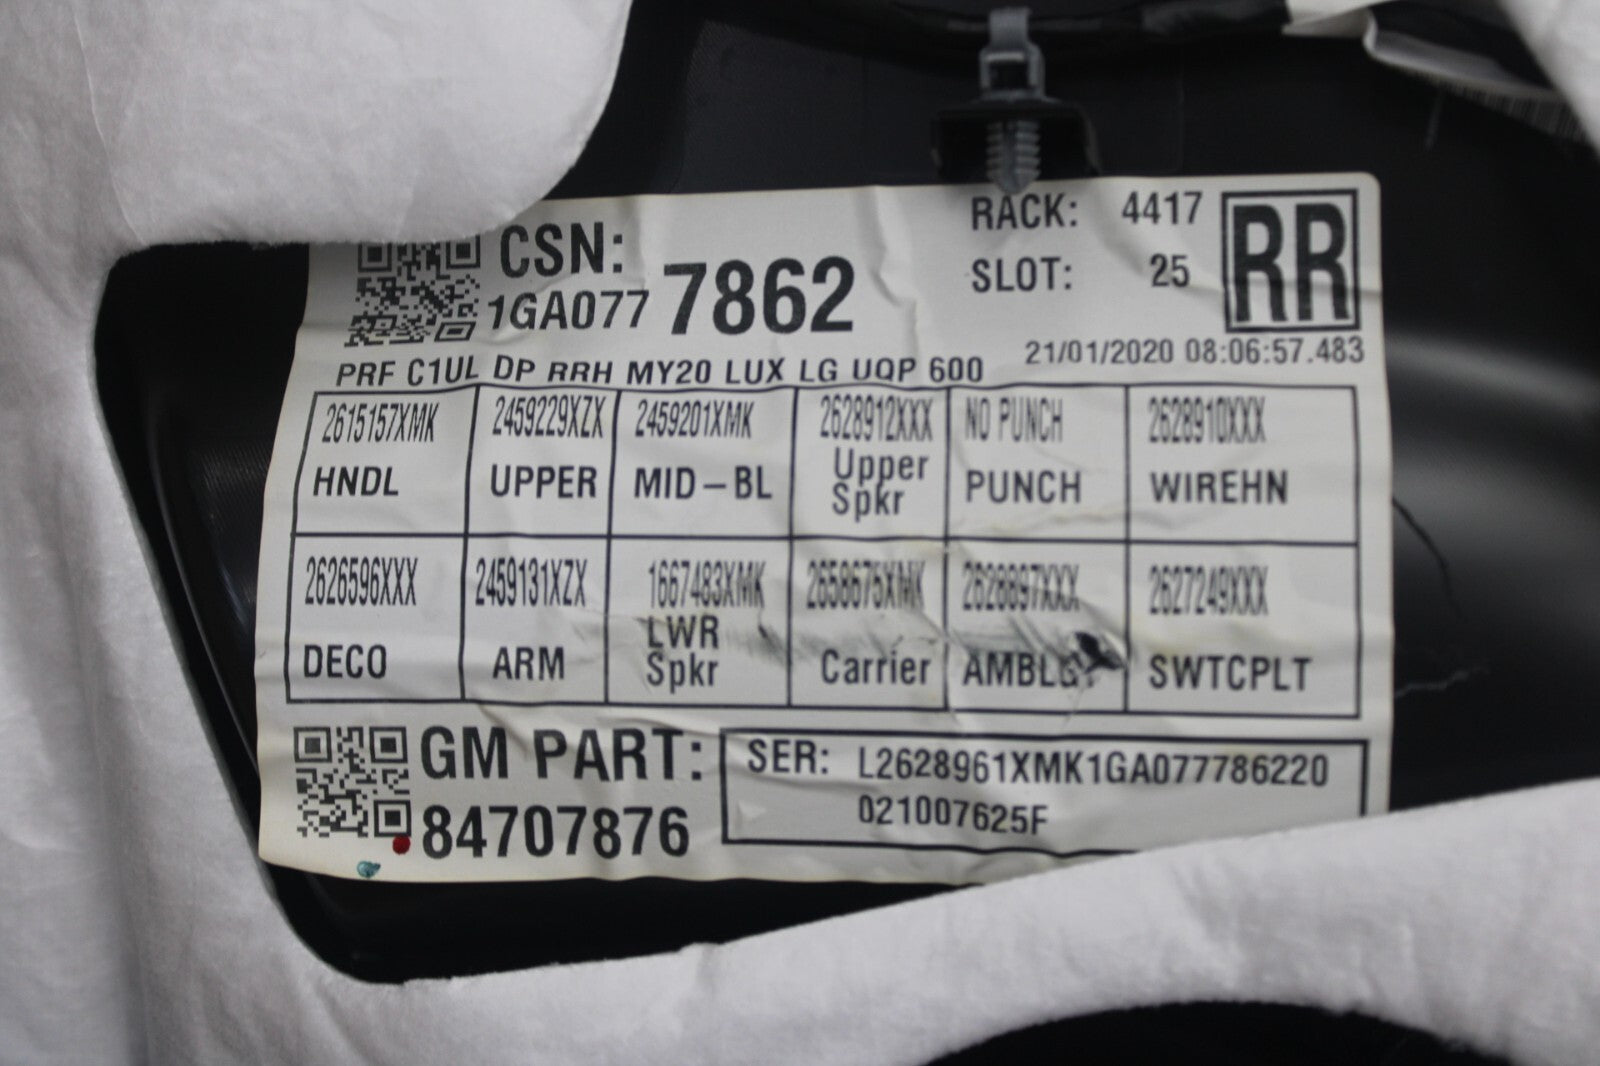 CSN:
1GA077 7862
RACK: 4417
SLOT: 25
RR
21/01/2020 08:06:57.483
PRF C1UL DP RRH MY20 LUX LG UQP 600
2615157XMK 2459229XZX 2459201XMK 2628912XXX NO PUNCH 2628910XXX
HNDL UPPER MID-BL Upper Spkr PUNCH WIREHN
2626596XXX 2459131XZX 1667483XMK 2658675XMK 2628897XXX 2627249XXX
DECO ARM LWR Spkr Carrier AMBLGT SWTCPLT
GM PART:
84707876
SER: L2628961XMK1GA077786220
021007625F